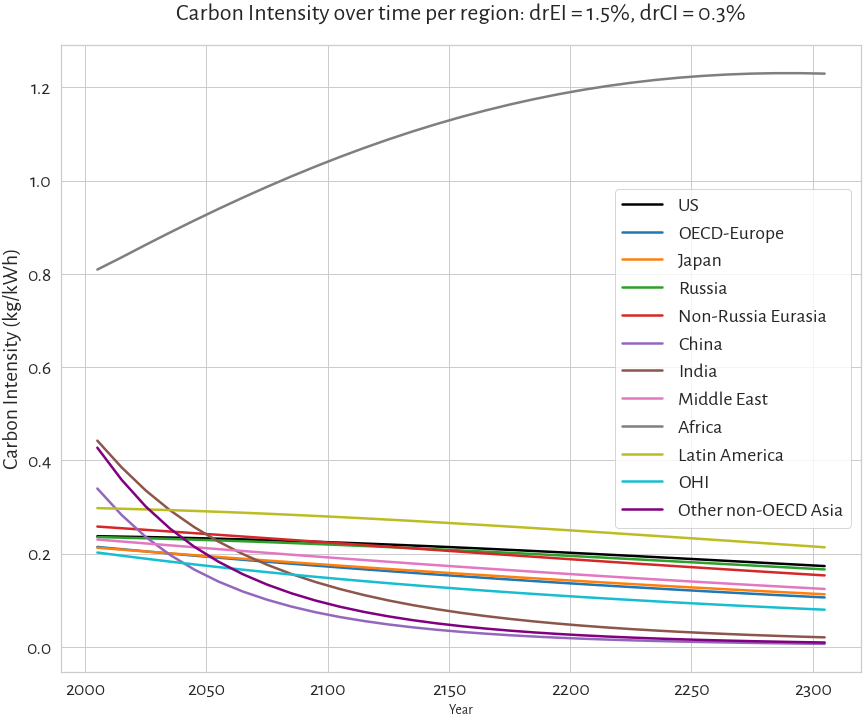 Carbon Intensity over time per region: drEI = 1.5%, drCI = 0.3%
Carbon Intensity (kg/kWh)
1.2
1.0
0.8
0.6
0.4
0.2
0.0
US
OECD-Europe
Japan
Russia
Non-Russia Eurasia
China
India
Middle East
Africa
Latin America
OHI
Other non-OECD Asia
2000 2050 2100 2150 2200 2250 2300
Year